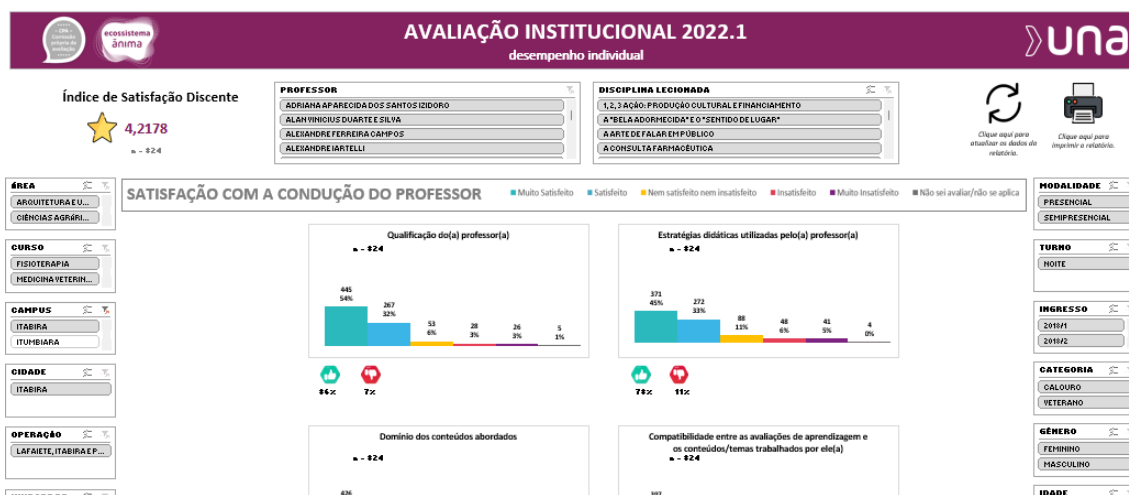 - CPA -
Comissão
própria de
avaliação
ecossistema
ânima
AVALIAÇÃO INSTITUCIONAL 2022.1
desempenho individual
una
Índice de Satisfação Discente
4,2178
n - 824
PROFESSOR
ADRIANA APARECIDA DOS SANTOS IZIDORO
ALAN VINICIUS DUARTE E SILVA
ALEXANDRE FERREIRA CAMPOS
ALEXANDRE IARTELLI
DISCIPLINA LECIONADA
1, 2, 3 AÇÃO: PRODUÇÃO CULTURAL E FINANCIAMENTO
A "BELA ADORMECIDA" E O "SENTIDO DE LUGAR"
A ARTE DE FALAR EM PÚBLICO
A CONSULTA FARMACÊUTICA
Clique aqui para
atualizar os dados do
relatório.
Clique aqui para
imprimir o relatório.
ÁREA
ARQUITETURA E U...
CIÊNCIAS AGRÁRI...
CURSO
FISIOTERAPIA
MEDICINA VETERIN...
CAMPUS
ITABIRA
ITUMBIARA
CIDADE
ITABIRA
OPERAÇÃO
LAFAIETE, ITABIRA E P...
SATISFAÇÃO COM A CONDUÇÃO DO PROFESSOR
Muito Satisfeito
Satisfeito
Nem satisfeito nem insatisfeito
Insatisfeito
Muito Insatisfeito
Não sei avaliar/não se aplica
Qualificação do(a) professor(a)
n - 824
445
54%
267
32%
53
6%
28
3%
26
3%
5
1%
86%
7%
Estratégias didáticas utilizadas pelo(a) professor(a)
n - 824
371
45%
272
33%
88
11%
48
6%
41
5%
4
0%
78%
11%
Domínio dos conteúdos abordados
n - 824
426
Compatibilidade entre as avaliações de aprendizagem e
os conteúdos/temas trabalhados por ele(a)
n - 824
MODALIDADE
PRESENCIAL
SEMIPRESENCIAL
TURNO
NOITE
INGRESSO
2018/1
2018/2
CATEGORIA
CALOURO
VETERANO
GÊNERO
FEMININO
MASCULINO
IDADE